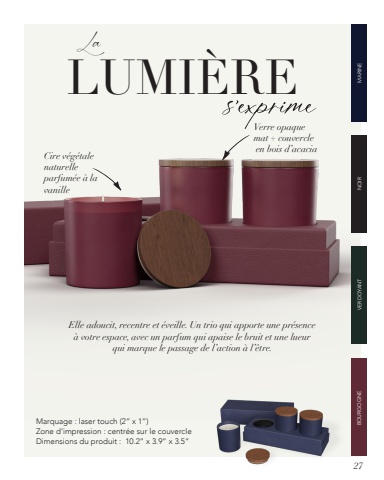 La
LUMIÈRE
s'exprime
Verre opaque
mat + couvercle
en bois d'acacia
Cire végétale
naturelle
parfumée à la
vanille
Elle adoucit, recentre et éveille. Un trio qui apporte une présence
à votre espace, avec un parfum qui apaise le bruit et une lueur
qui marque le passage de l'action à l'être.
Marquage : laser touch (2" x 1")
Zone d'impression : centrée sur le couvercle
Dimensions du produit : 10.2" x 3.9" x 3.5"
MARINE
NOIR
VERDOYANT
BOURGOGNE
27